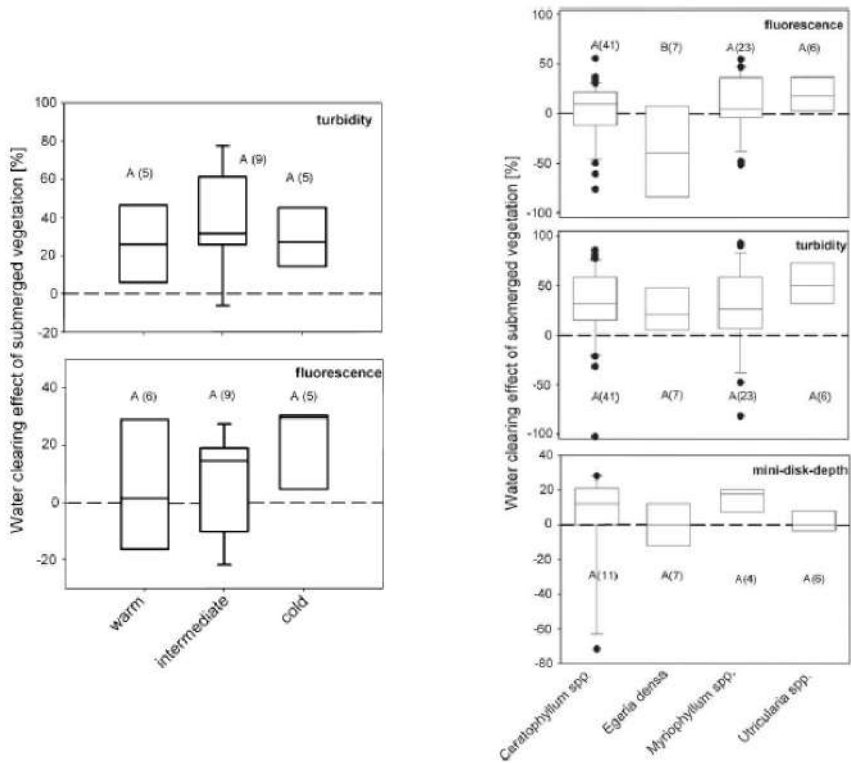 Water clearing effect of submerged vegetation [%]
100
80
60
40
20
0
-20
turbidity
A (5)
A (9)
A (5)
40
20
0
-20
fluorescence
A (6)
A (9)
A (5)
warm
intermediate
cold
Water clearing effect of submerged vegetation [%]
100
50
0
-50
-100
fluorescence
A(41)
B(7)
A(23)
A(6)
100
50
0
-50
-100
turbidity
A(41)
A(7)
A(23)
A(6)
40
20
0
-20
-40
-60
-80
mini-disk-depth
A(11)
A(7)
A(4)
A(6)
Ceratophyllum spp.
Egeria densa
Myriophyllum spp.
Utricularia spp.